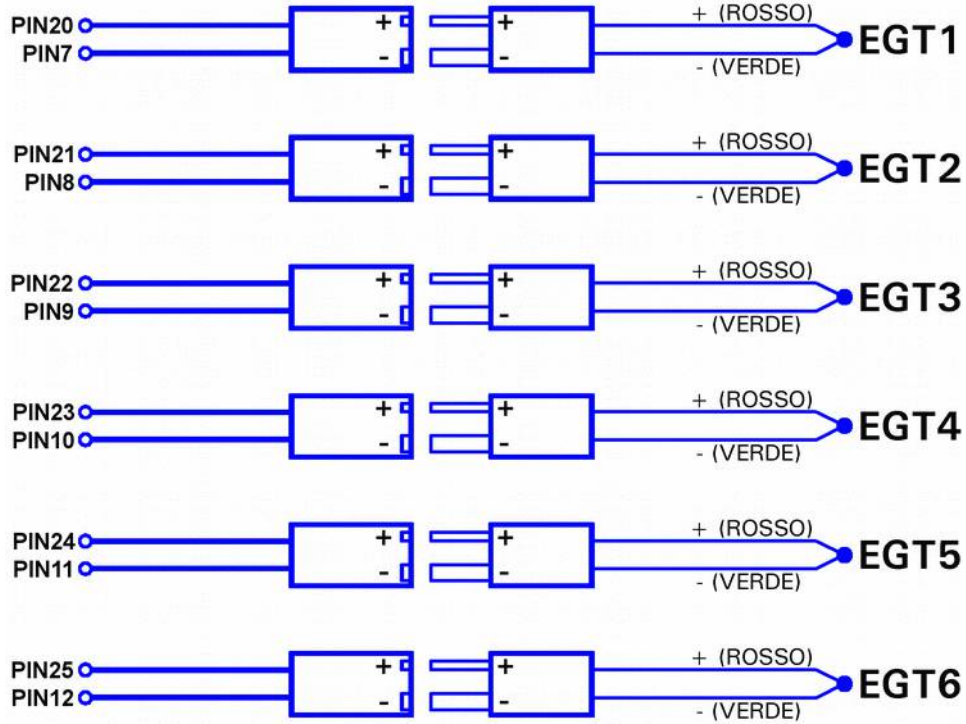 + (ROSSO)
PIN20 + + EGT1
PIN7 - -
- (VERDE)
+ (ROSSO)
PIN21 + + EGT2
PIN8 - -
- (VERDE)
+ (ROSSO)
PIN22 + + EGT3
PIN9 - -
- (VERDE)
+ (ROSSO)
PIN23 + + EGT4
PIN10 - -
- (VERDE)
+ (ROSSO)
PIN24 + + EGT5
PIN11 - -
- (VERDE)
+ (ROSSO)
PIN25 + + EGT6
PIN12 - -
- (VERDE)